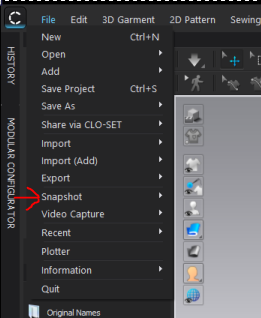 File Edit 3D Garment 2D Pattern Sewing
New Ctrl+N
Open
Add
Save Project Ctrl+S
Save As
Share via CLO-SET
Import
Import (Add)
Export
Snapshot
Video Capture
Recent
Plotter
Information
Quit
Original Names
HISTORY
MODULAR CONFIGURATOR